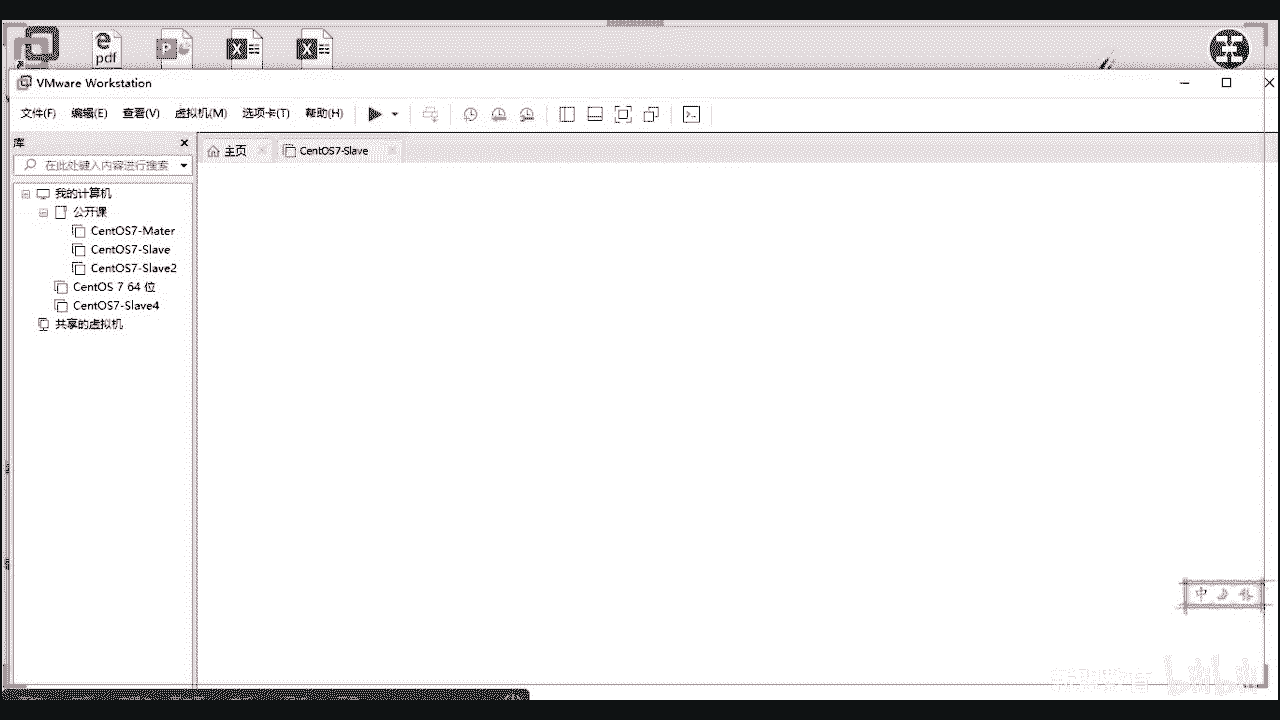 e
pdf
P
X
X
VMware Workstation
文件(F) 编辑(E) 查看(V) 虚拟机(M) 选项卡(T) 帮助(H)
库
在此处键入内容进行搜索
主页
CentOS7-Slave
我的计算机
公开课
CentOS7-Mater
CentOS7-Slave
CentOS7-Slave2
CentOS 7 64 位
CentOS7-Slave4
共享的虚拟机
中
bilibili